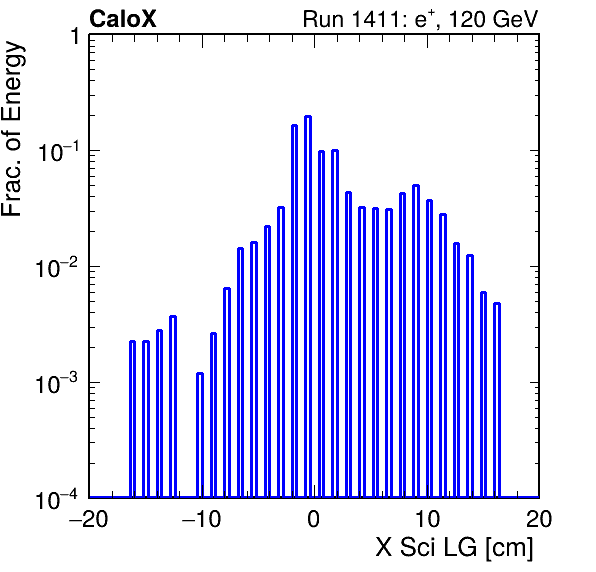 CaloX Run 1411: e⁺, 120 GeV
Frac. of Energy
1
10⁻¹
10⁻²
10⁻³
10⁻⁴
−20 −10 0 10 20
X Sci LG [cm]